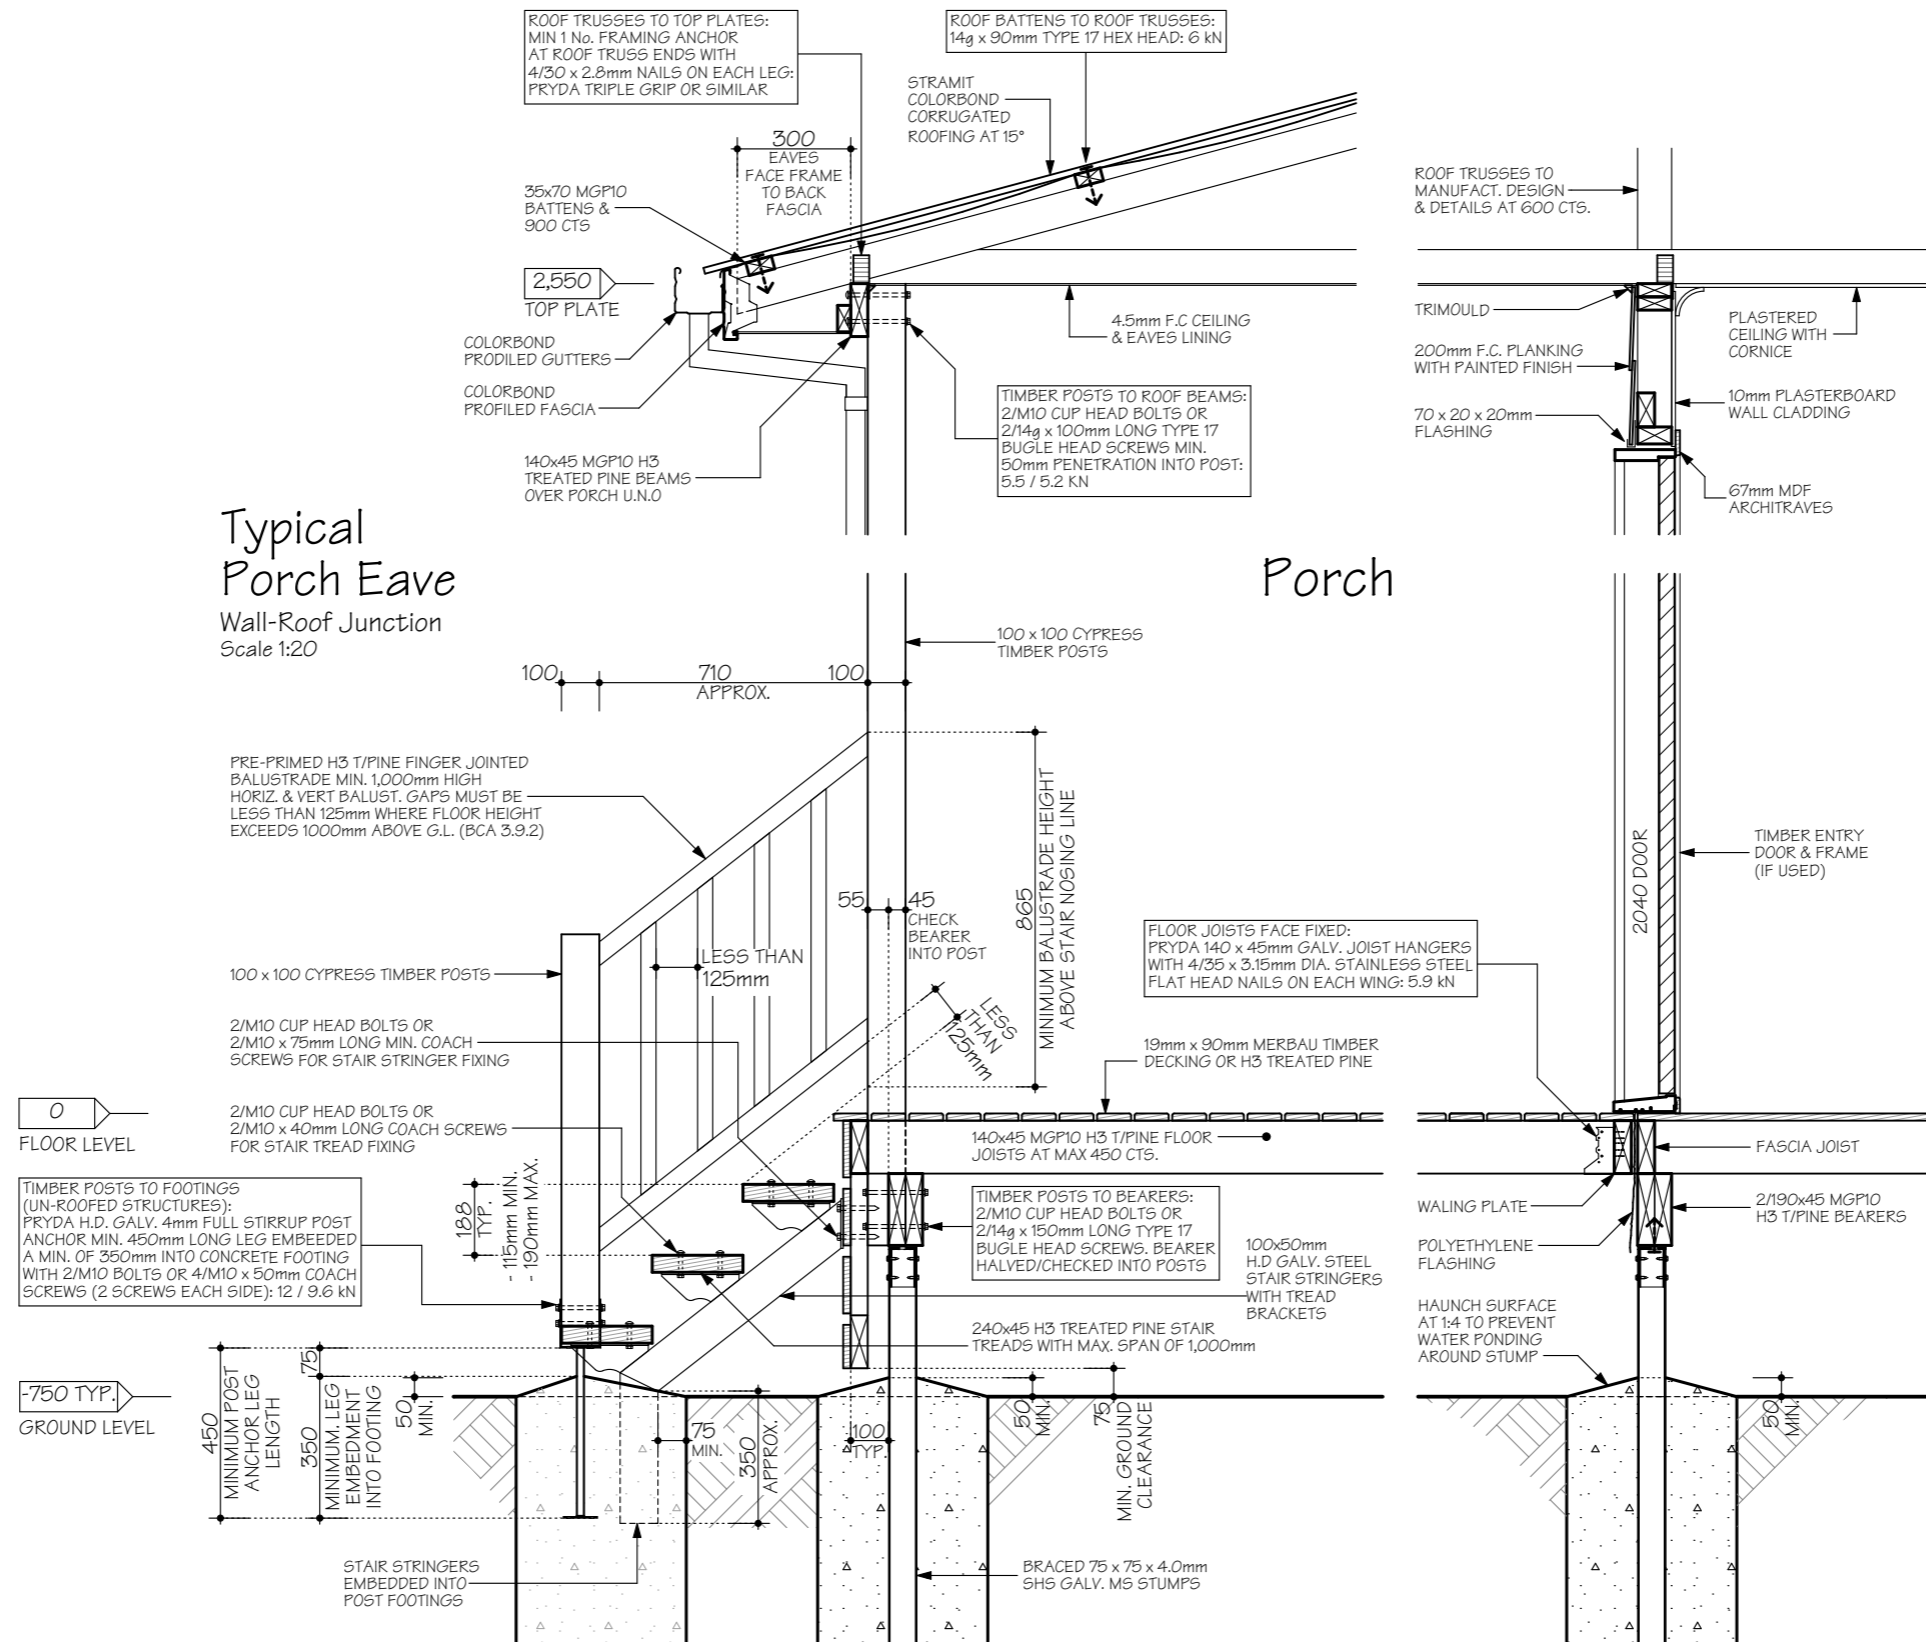 ROOF TRUSSES TO TOP PLATES:
MIN 1 No. FRAMING ANCHOR
AT ROOF TRUSS ENDS WITH
4/30 x 2.8mm NAILS ON EACH LEG:
PRYDA TRIPLE GRIP OR SIMILAR
ROOF BATTENS TO ROOF TRUSSES:
14g x 90mm TYPE 17 HEX HEAD: 6 kN
STRAMIT
COLORBOND
CORRUGATED
ROOFING AT 15°
300
EAVES
FACE FRAME
TO BACK
FASCIA
35x70 MGP10
BATTENS &
900 CTS
2,550
TOP PLATE
COLORBOND
PRODILED GUTTERS
COLORBOND
PROFILED FASCIA
140x45 MGP10 H3
TREATED PINE BEAMS
OVER PORCH U.N.O
4.5mm F.C CEILING
& EAVES LINING
TIMBER POSTS TO ROOF BEAMS:
2/M10 CUP HEAD BOLTS OR
2/14g x 100mm LONG TYPE 17
BUGLE HEAD SCREWS MIN.
50mm PENETRATION INTO POST:
5.5 / 5.2 KN
ROOF TRUSSES TO
MANUFACT. DESIGN
& DETAILS AT 600 CTS.
TRIMOULD
200mm F.C. PLANKING
WITH PAINTED FINISH
70 x 20 x 20mm
FLASHING
PLASTERED
CEILING WITH
CORNICE
10mm PLASTERBOARD
WALL CLADDING
67mm MDF
ARCHITRAVES
Typical
Porch Eave
Wall-Roof Junction
Scale 1:20
Porch
100 x 100 CYPRESS
TIMBER POSTS
100
710
APPROX.
100
PRE-PRIMED H3 T/PINE FINGER JOINTED
BALUSTRADE MIN. 1,000mm HIGH
HORIZ. & VERT BALUST. GAPS MUST BE
LESS THAN 125mm WHERE FLOOR HEIGHT
EXCEEDS 1000mm ABOVE G.L. (BCA 3.9.2)
865
MINIMUM BALUSTRADE HEIGHT
ABOVE STAIR NOSING LINE
55
45
CHECK
BEARER
INTO POST
LESS THAN
125mm
LESS
THAN
125mm
100 x 100 CYPRESS TIMBER POSTS
2/M10 CUP HEAD BOLTS OR
2/M10 x 75mm LONG MIN. COACH
SCREWS FOR STAIR STRINGER FIXING
2/M10 CUP HEAD BOLTS OR
2/M10 x 40mm LONG COACH SCREWS
FOR STAIR TREAD FIXING
0
FLOOR LEVEL
2040 DOOR
TIMBER ENTRY
DOOR & FRAME
(IF USED)
FLOOR JOISTS FACE FIXED:
PRYDA 140 x 45mm GALV. JOIST HANGERS
WITH 4/35 x 3.15mm DIA. STAINLESS STEEL
FLAT HEAD NAILS ON EACH WING: 5.9 kN
19mm x 90mm MERBAU TIMBER
DECKING OR H3 TREATED PINE
140x45 MGP10 H3 T/PINE FLOOR
JOISTS AT MAX 450 CTS.
FASCIA JOIST
WALING PLATE
2/190x45 MGP10
H3 T/PINE BEARERS
POLYETHYLENE
FLASHING
TIMBER POSTS TO FOOTINGS
(UN-ROOFED STRUCTURES):
PRYDA H.D. GALV. 4mm FULL STIRRUP POST
ANCHOR MIN. 450mm LONG LEG EMBEEDED
A MIN. OF 350mm INTO CONCRETE FOOTING
WITH 2/M10 BOLTS OR 4/M10 x 50mm COACH
SCREWS (2 SCREWS EACH SIDE): 12 / 9.6 kN
188
TYP.
- 115mm MIN.
- 190mm MAX.
TIMBER POSTS TO BEARERS:
2/M10 CUP HEAD BOLTS OR
2/14g x 150mm LONG TYPE 17
BUGLE HEAD SCREWS. BEARER
HALVED/CHECKED INTO POSTS
100x50mm
H.D GALV. STEEL
STAIR STRINGERS
WITH TREAD
BRACKETS
240x45 H3 TREATED PINE STAIR
TREADS WITH MAX. SPAN OF 1,000mm
HAUNCH SURFACE
AT 1:4 TO PREVENT
WATER PONDING
AROUND STUMP
-750 TYP.
GROUND LEVEL
450
MINIMUM POST
ANCHOR LEG
LENGTH
75
350
MINIMUM. LEG
EMBEDMENT
INTO FOOTING
50
MIN.
75
MIN.
350
APPROX.
100
TYP.
50
MIN.
75
MIN. GROUND
CLEARANCE
50
MIN.
STAIR STRINGERS
EMBEDDED INTO
POST FOOTINGS
BRACED 75 x 75 x 4.0mm
SHS GALV. MS STUMPS